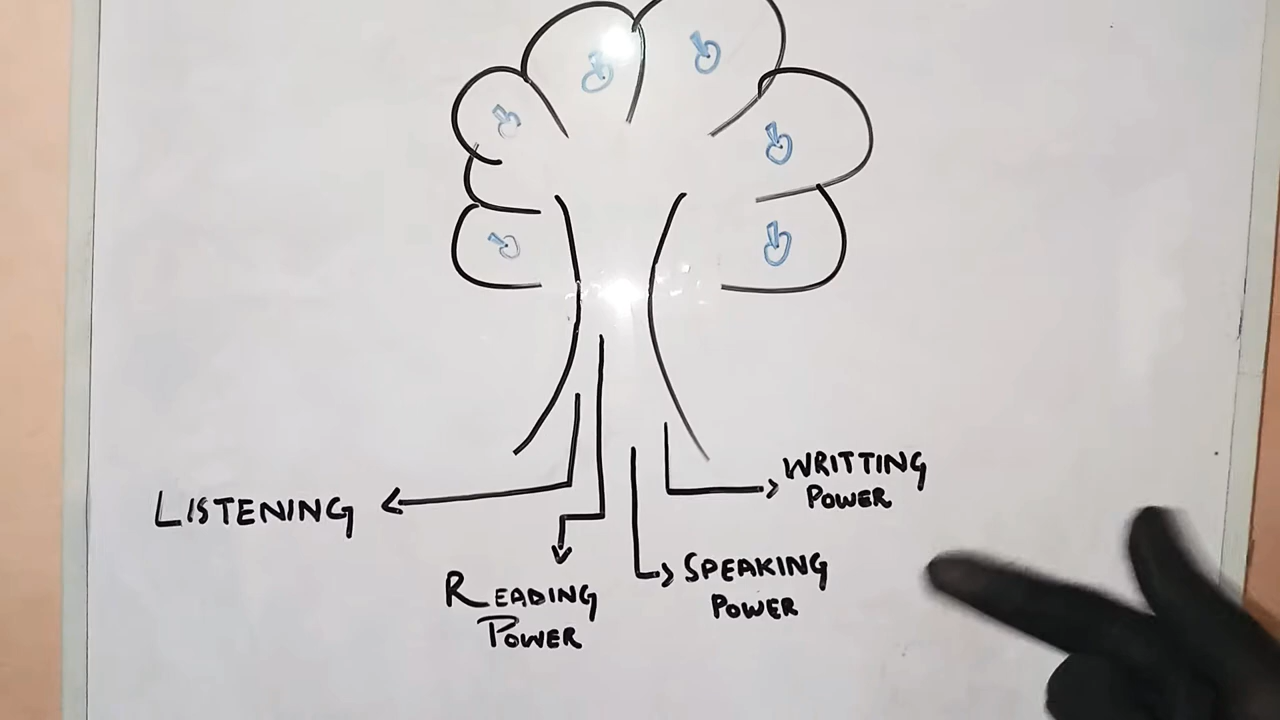 LISTENING
READING
POWER
SPEAKING
POWER
WRITTING
POWER